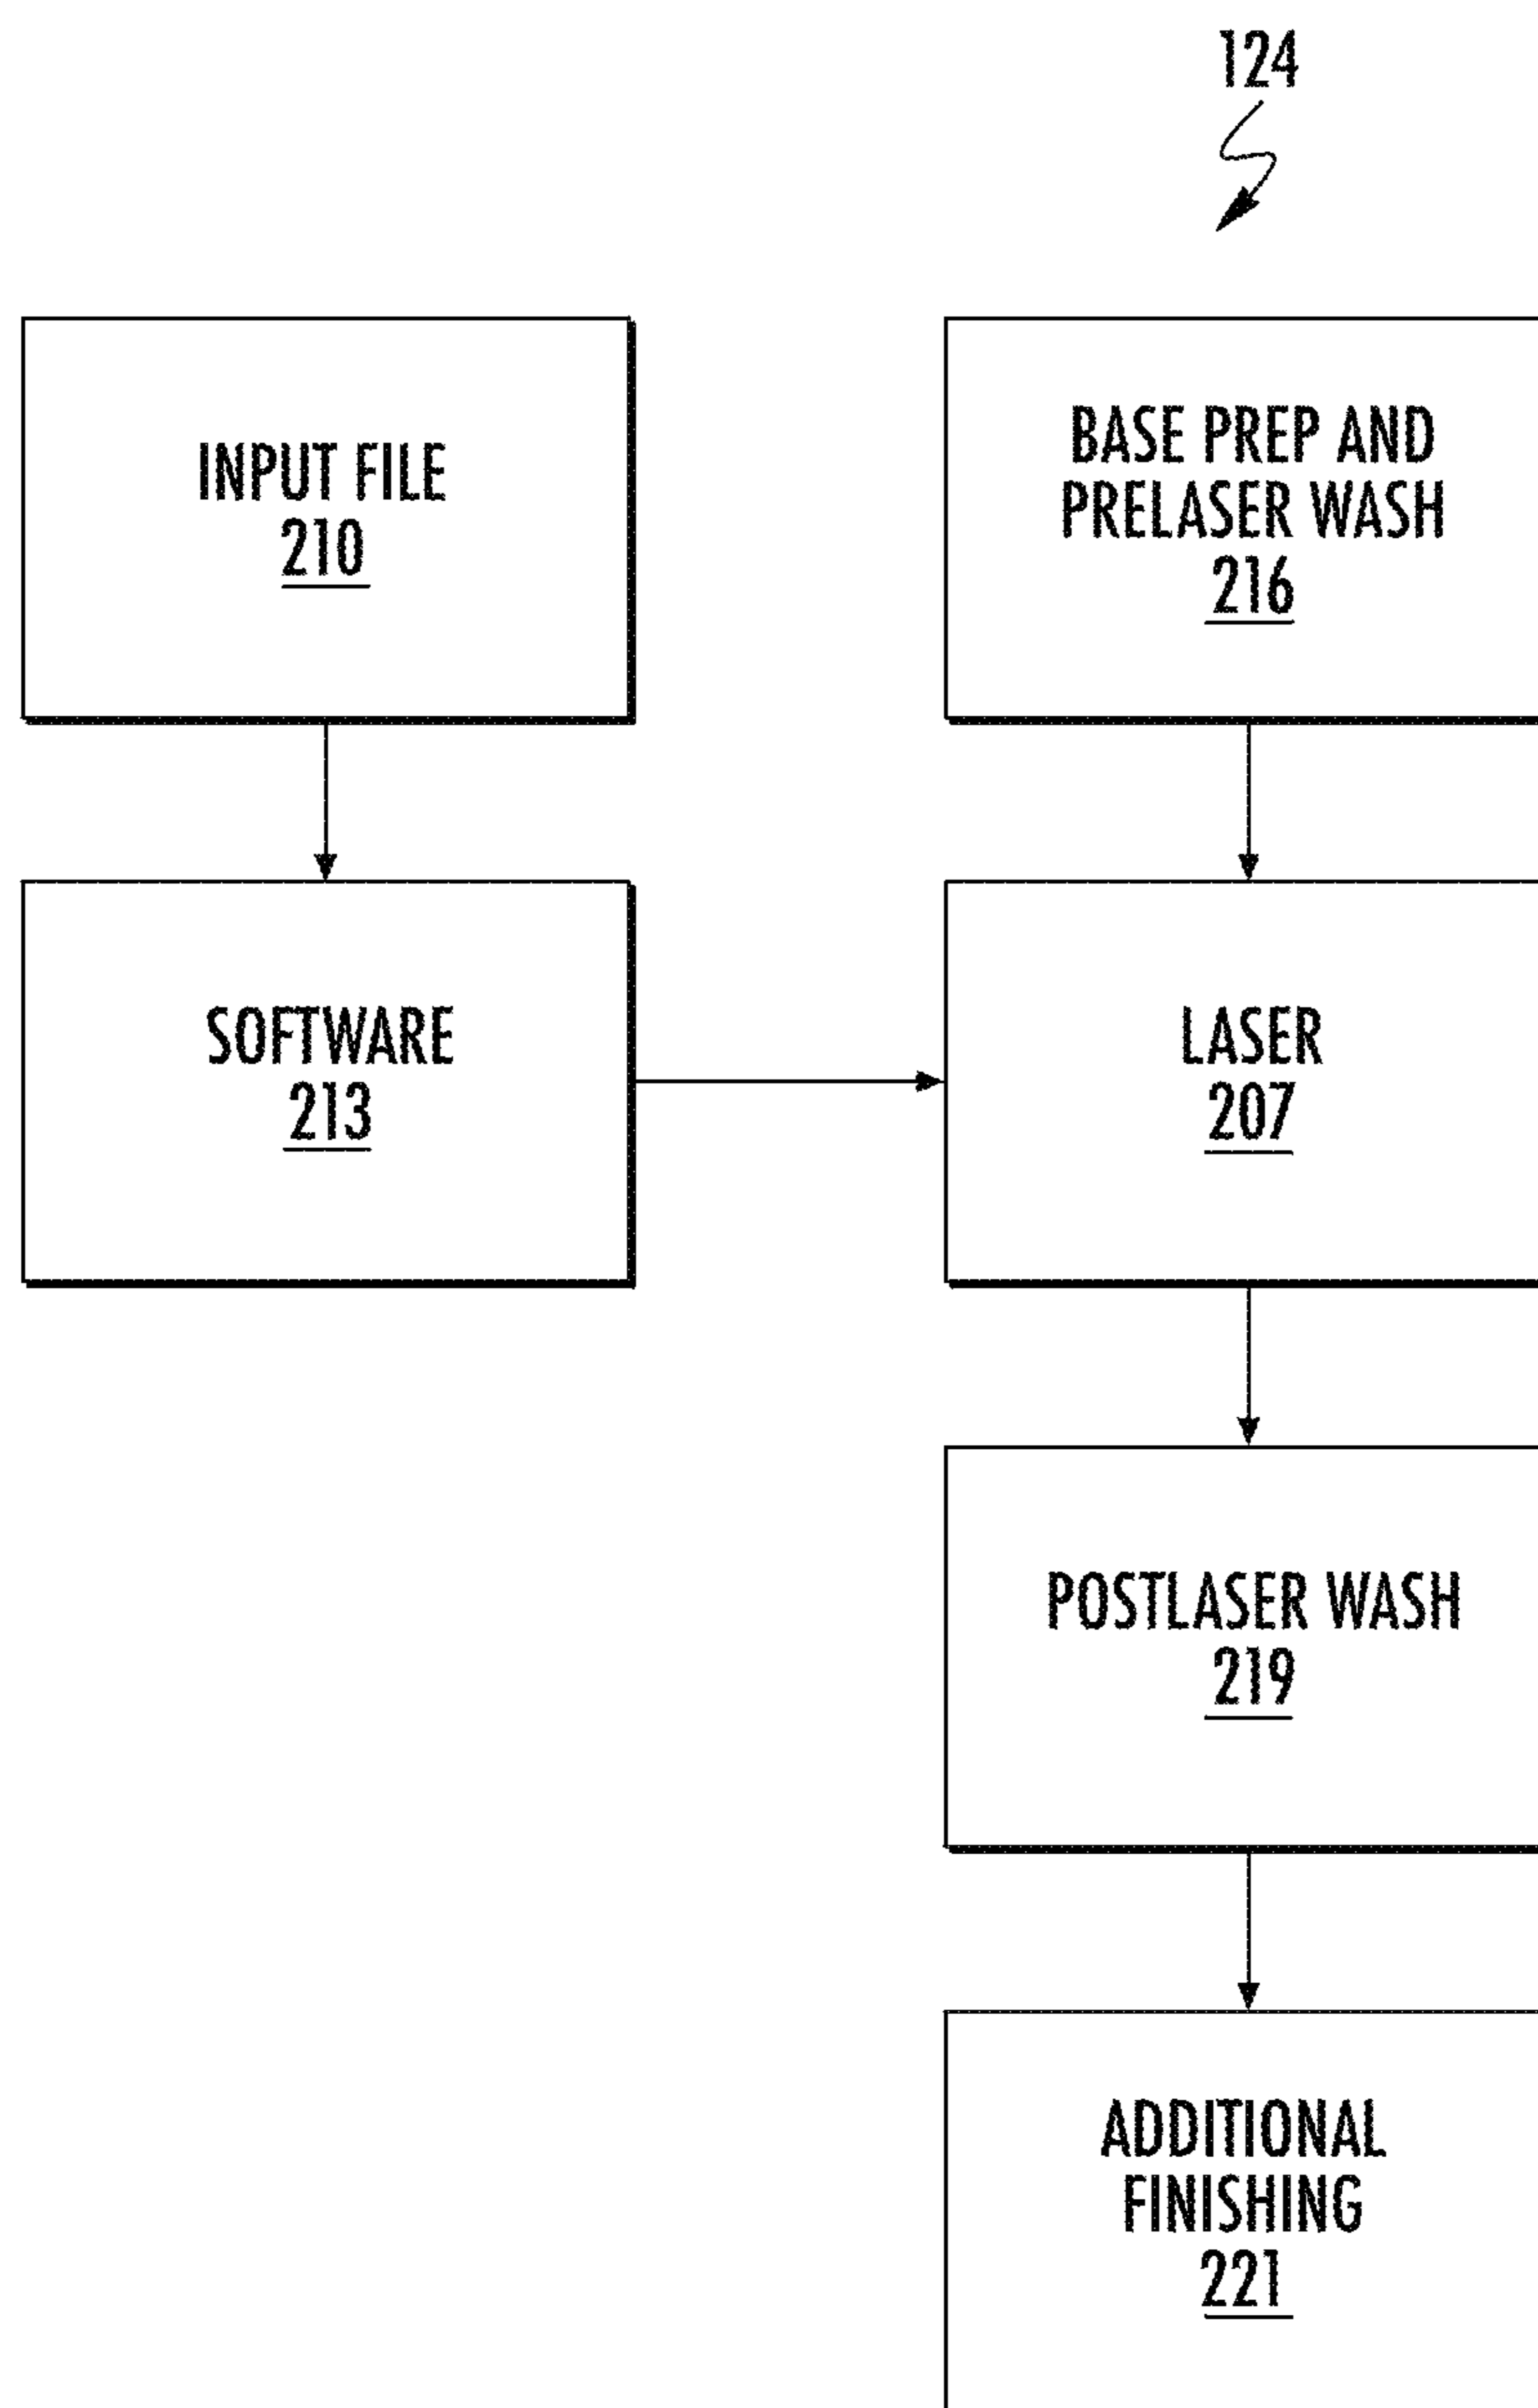 124
INPUT FILE
210
BASE PREP AND
PRELASER WASH
216
SOFTWARE
213
LASER
207
POSTLASER WASH
219
ADDITIONAL
FINISHING
221